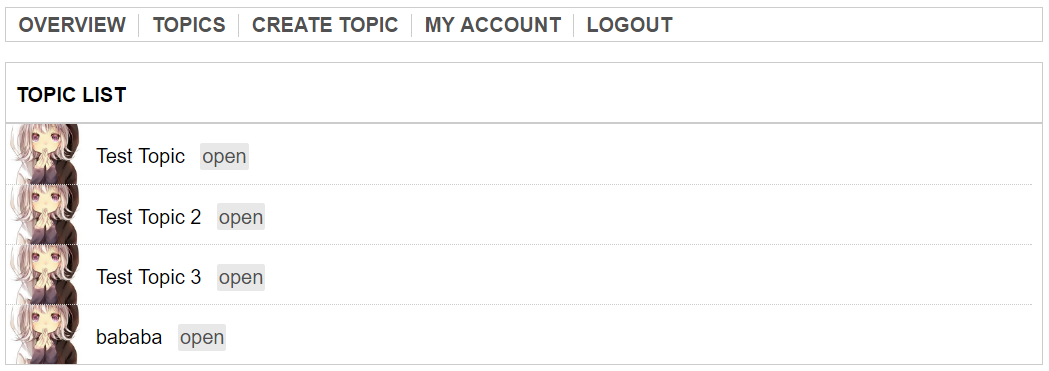 OVERVIEW TOPICS CREATE TOPIC MY ACCOUNT LOGOUT
TOPIC LIST
Test Topic open
Test Topic 2 open
Test Topic 3 open
bababa open